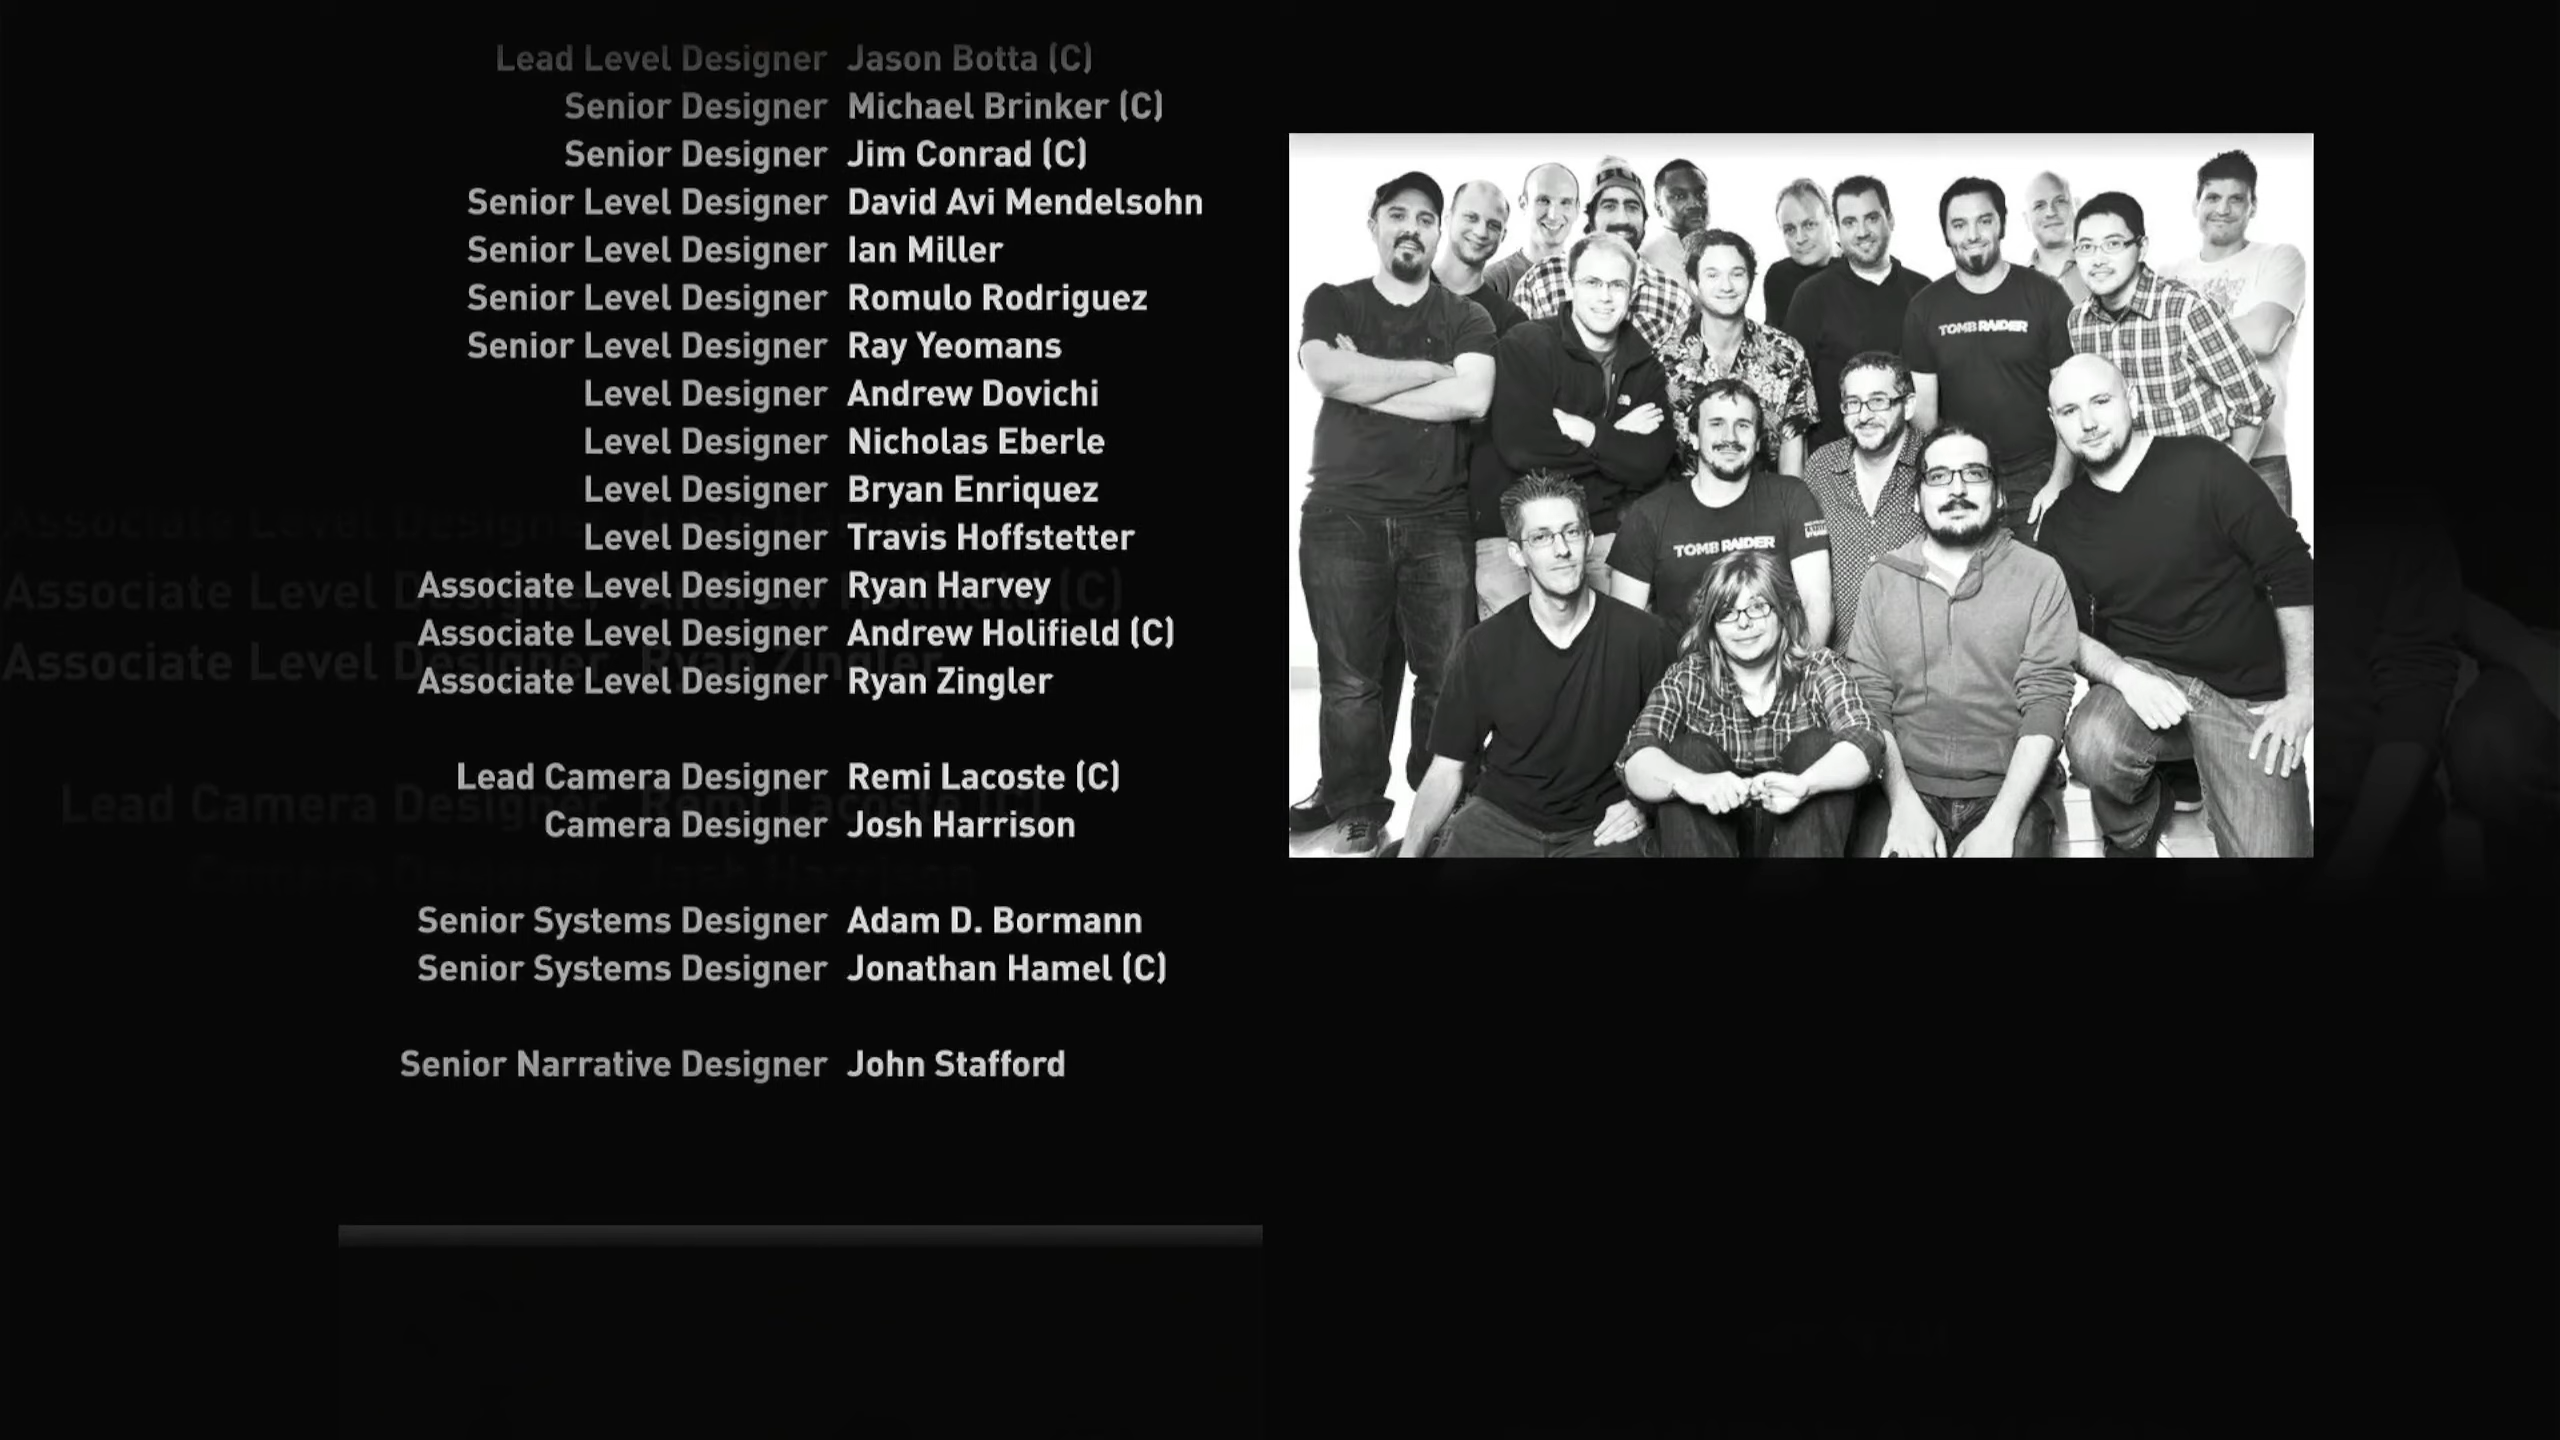 Lead Level Designer Jason Botta (C)
Senior Designer Michael Brinker (C)
Senior Designer Jim Conrad (C)
Senior Level Designer David Avi Mendelsohn
Senior Level Designer Ian Miller
Senior Level Designer Romulo Rodriguez
Senior Level Designer Ray Yeomans
Level Designer Andrew Dovichi
Level Designer Nicholas Eberle
Level Designer Bryan Enriquez
Level Designer Travis Hoffstetter
Associate Level Designer Ryan Harvey
Associate Level Designer Andrew Holifield (C)
Associate Level Designer Ryan Zingler
Lead Camera Designer Remi Lacoste (C)
Camera Designer Josh Harrison
Senior Systems Designer Adam D. Bormann
Senior Systems Designer Jonathan Hamel (C)
Senior Narrative Designer John Stafford
TOMB RAIDER
TOMB RAIDER